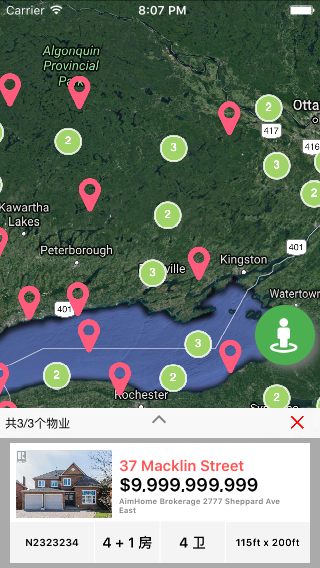 Carrier 8:07 PM
Algonquin
Provincial
Park
2
Otta
417
2
3
416
3
2
Kawartha
Lakes
2
401
Peterborough
Kingston
3
ville
Watertown
401
3
2
2
Rochester
2
共3/3个物业
37 Macklin Street
$9,999,999.999
AimHome Brokerage 2777 Sheppard Ave
East
N2323234
4 + 1 房
4 卫
115ft x 200ft